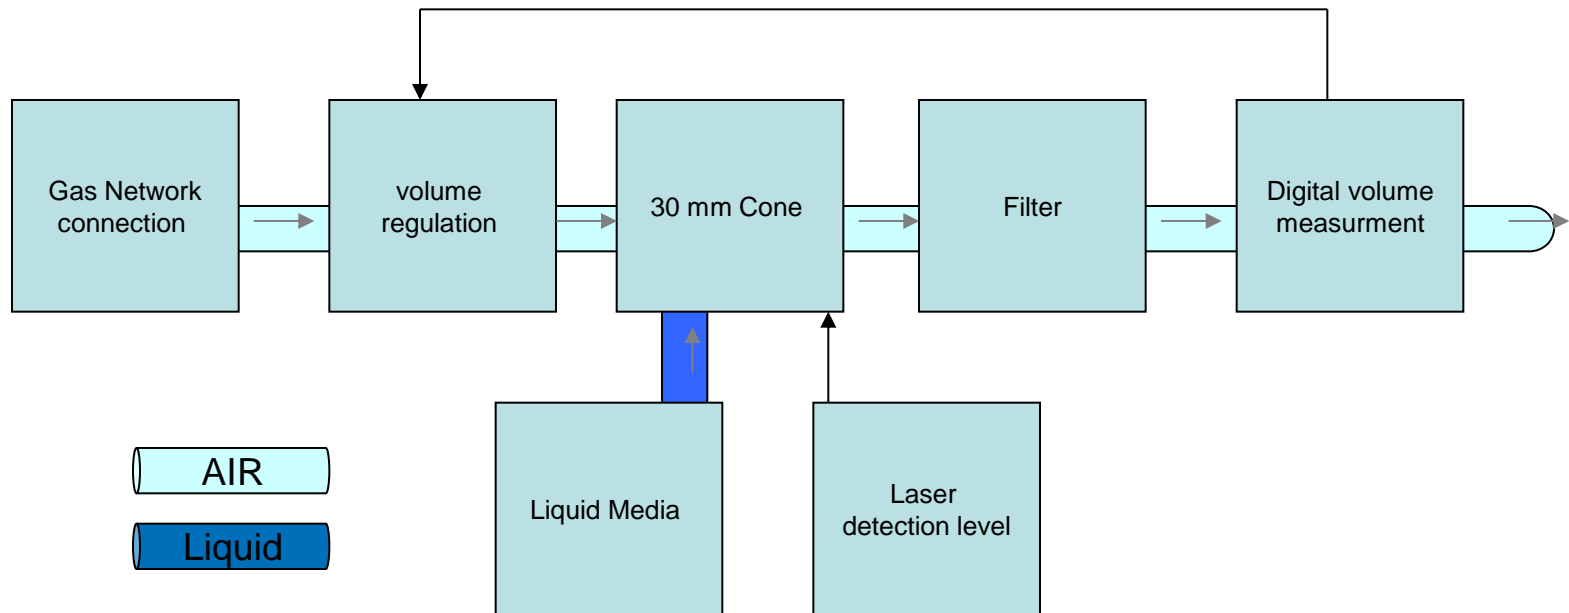 Gas Network
connection
volume
regulation
30 mm Cone
Filter
Digital volume
measurment
Liquid Media
Laser
detection level
AIR
Liquid